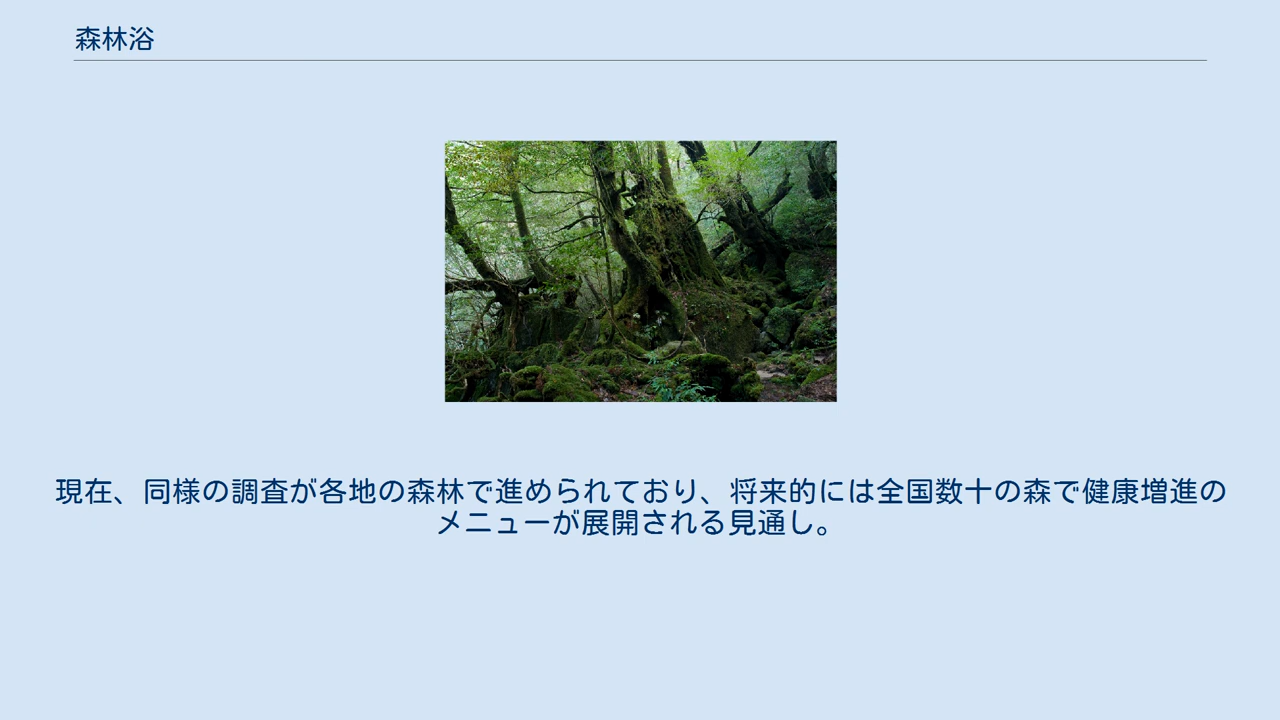 森林浴
現在、同様の調査が各地の森林で進められており、将来的には全国数十の森で健康増進の
メニューが展開される見通し。